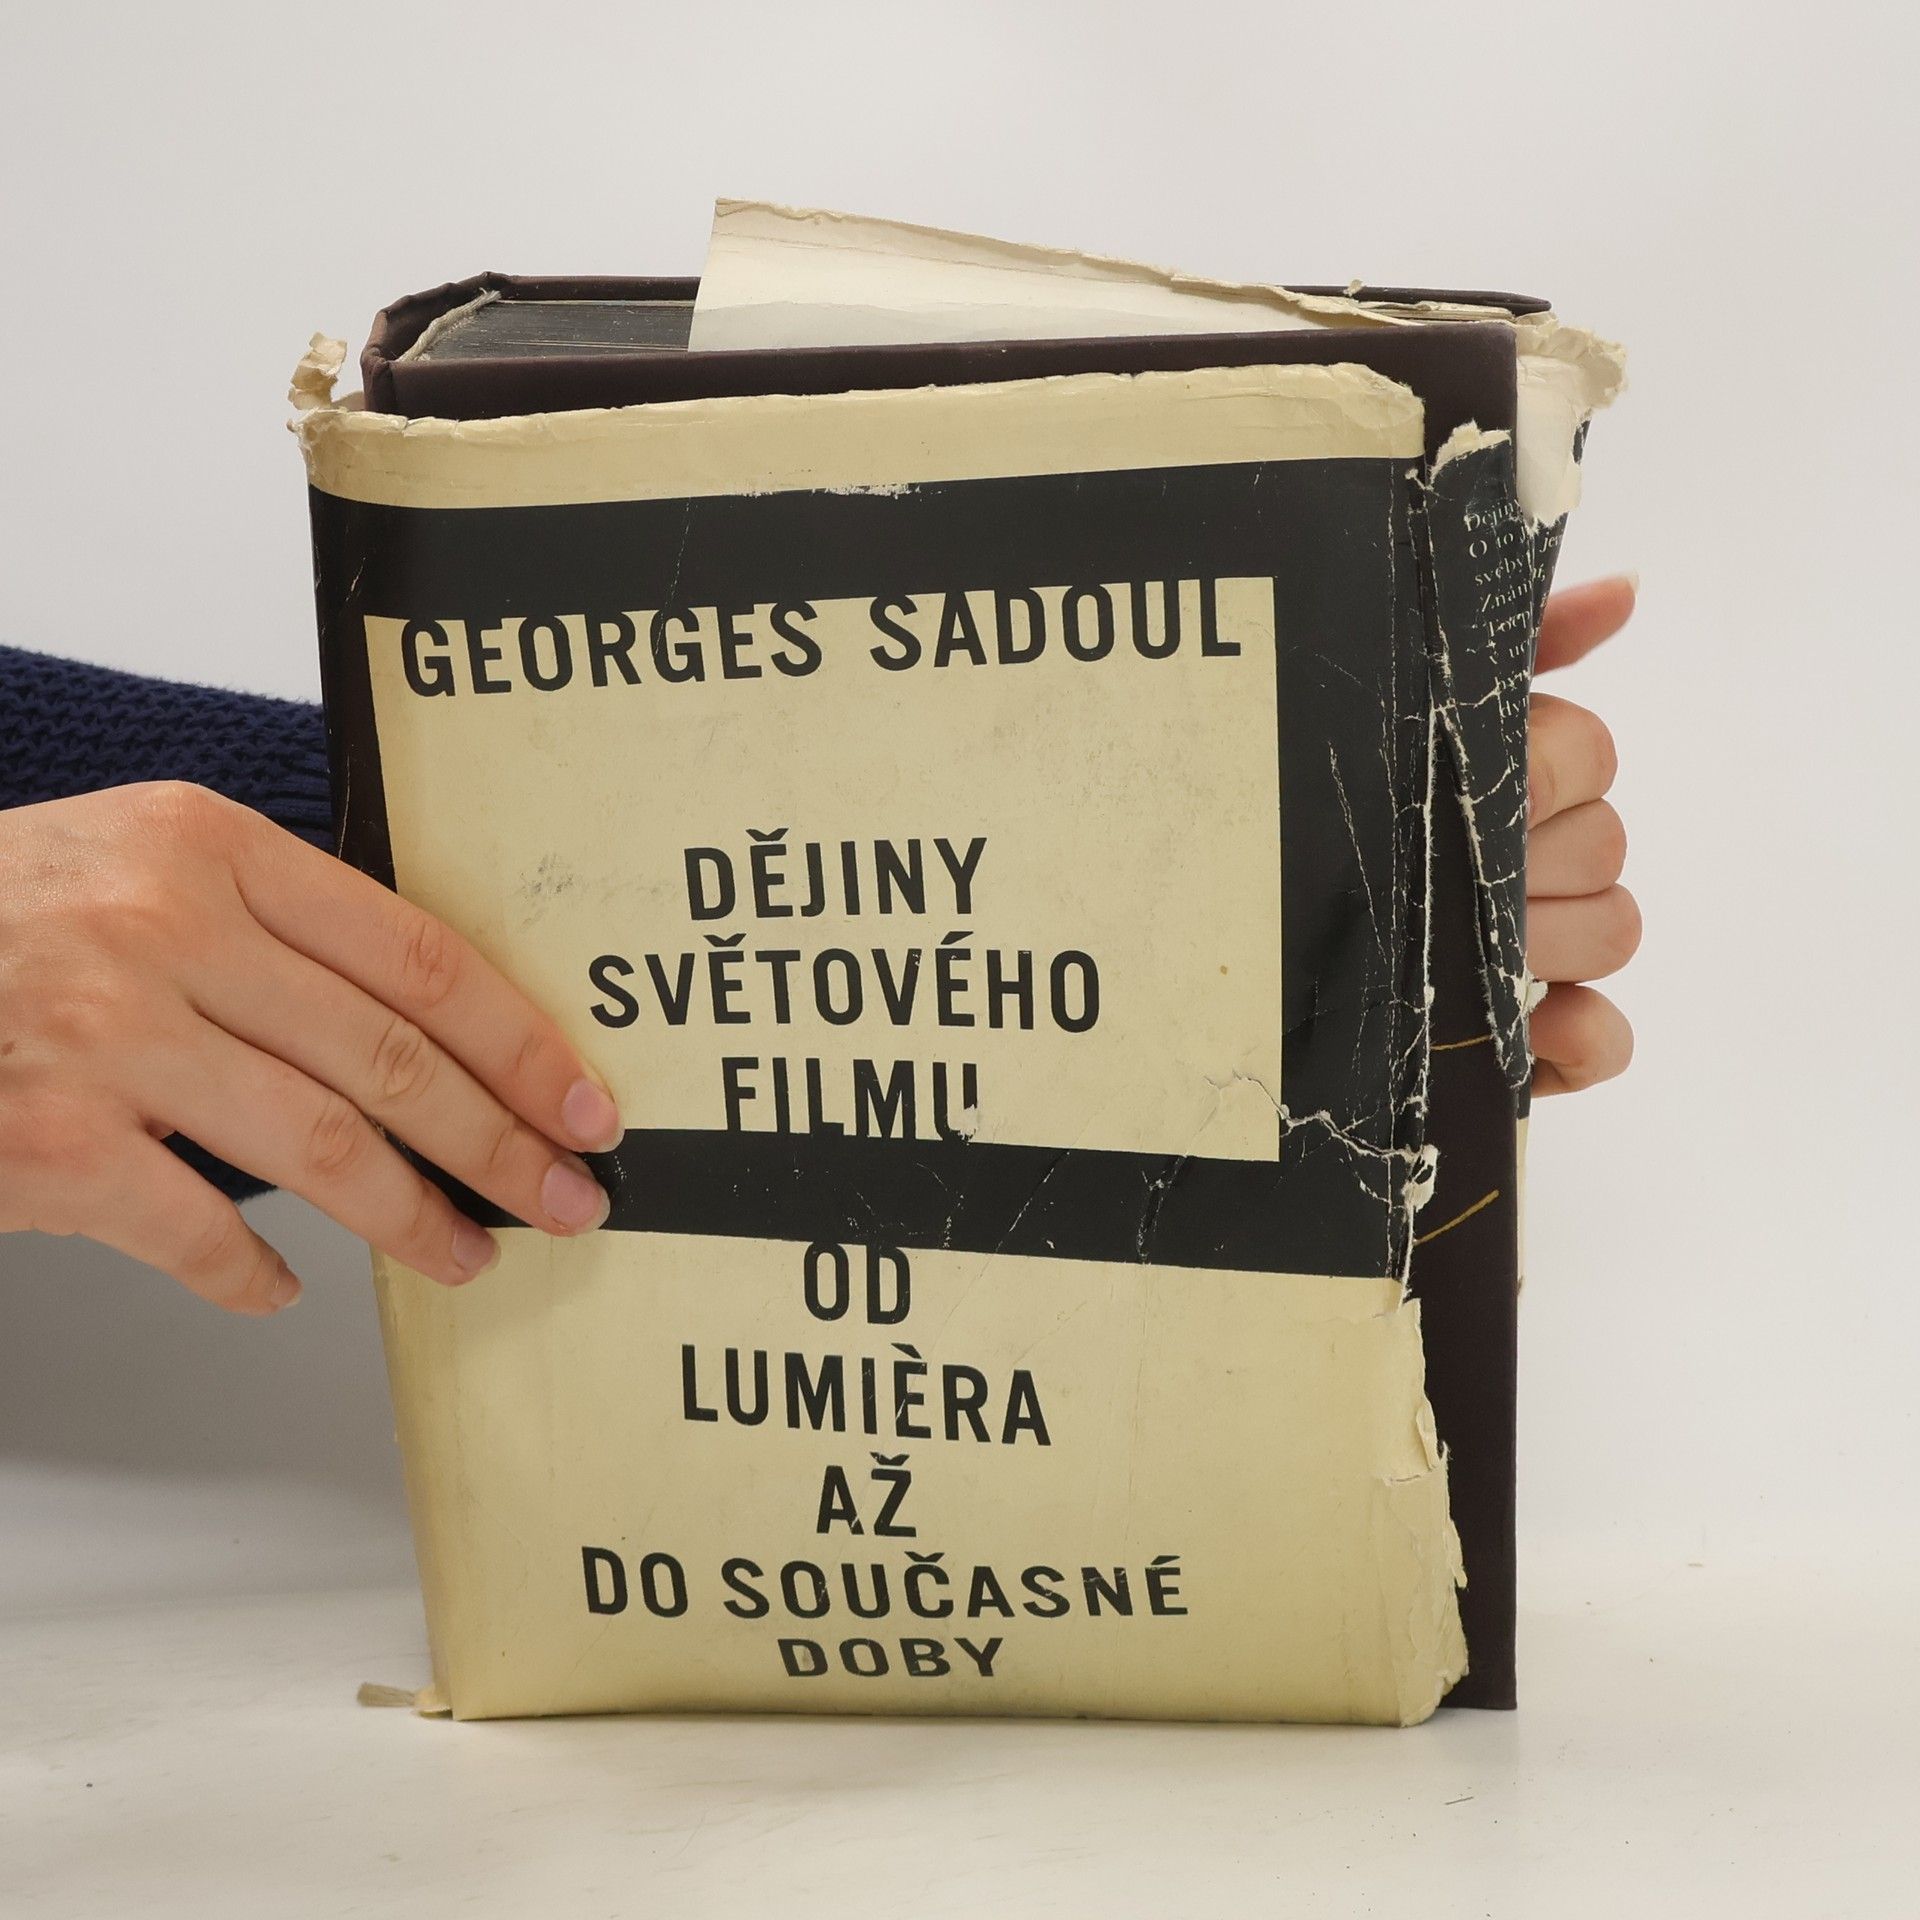 GEORGES SADOUL
DĚJINY
SVĚTOVÉHO
FILMU
OD
LUMIÈRA
AŽ
DO SOUČASNÉ
DOBY